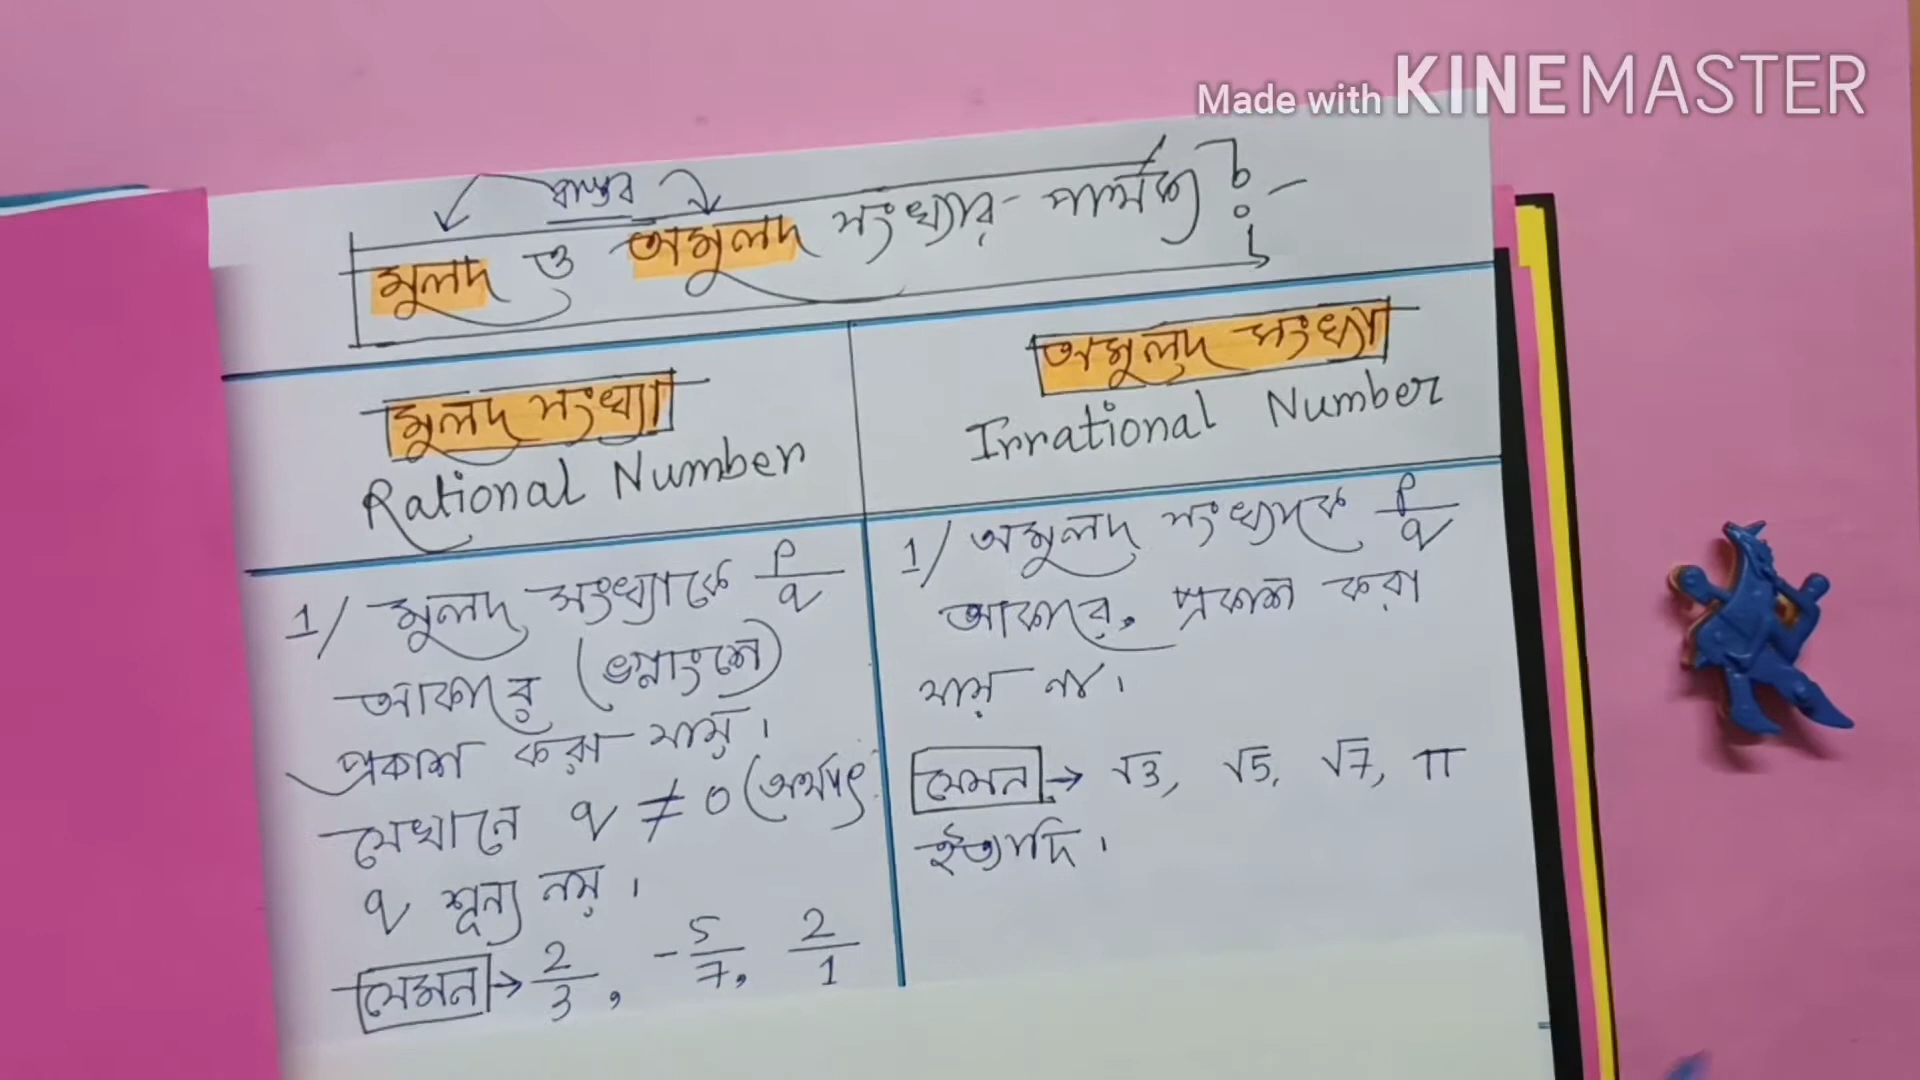 Made with KINEMASTER
বাস্তব
মুলদ ও অমুলদ সংখ্যার পার্থক্য ?
মুলদ সংখ্যা
Rational Number
1/ মুলদ সংখ্যাকে p/q
আকারে (ভগ্নাংশে)
প্রকাশ করা যায়।
যেখানে q ≠ 0 (অর্থাৎ
q শূন্য নয়।
যেমন → 2/3, -5/7, 2/1
অমুলদ সংখ্যা
Irrational Number
1/ অমুলদ সংখ্যাকে p/q
আকারে, প্রকাশ করা
যায় না।
যেমন → √3, √5, √7, π
ইত্যাদি।